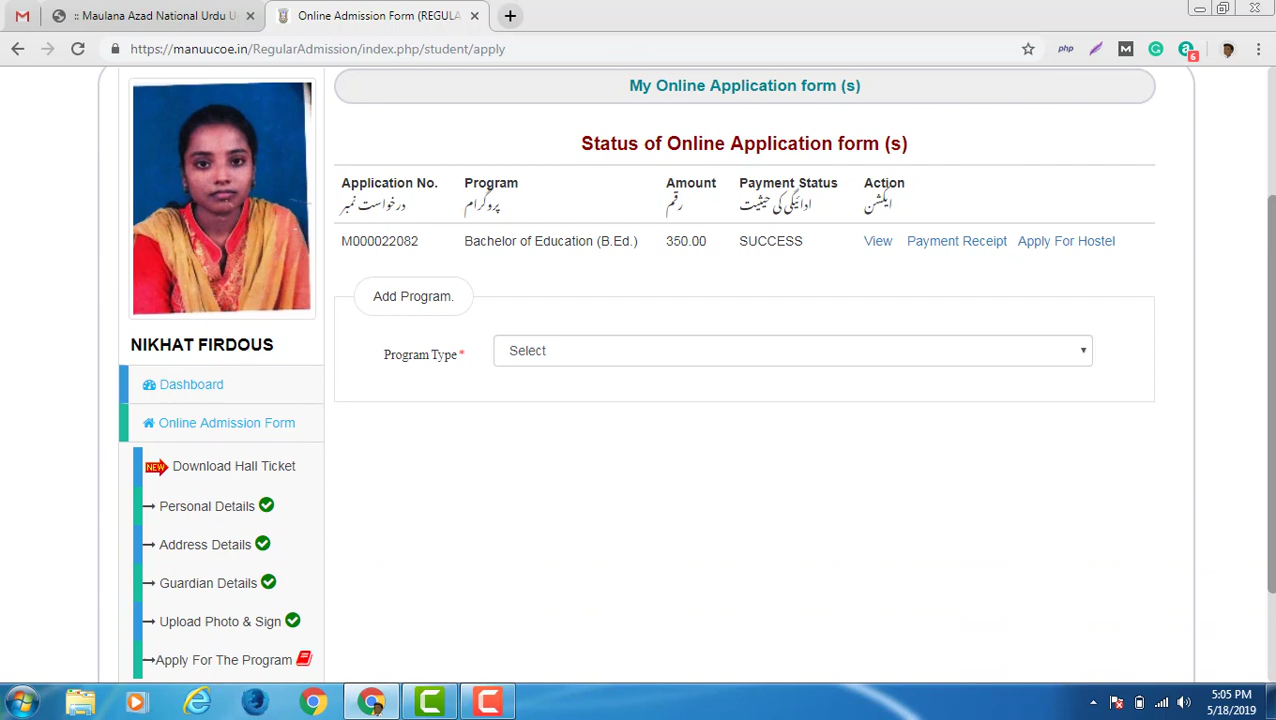 :: Maulana Azad National Urdu U
Online Admission Form (REGULA
https://manuucoe.in/RegularAdmission/index.php/student/apply
php
M
a
6
My Online Application form (s)
Status of Online Application form (s)
Application No. Program Amount Payment Status Action
درخواست نمبر پروگرام رقم ادائیگی کی حیثیت ایکشن
M000022082 Bachelor of Education (B.Ed.) 350.00 SUCCESS View Payment Receipt Apply For Hostel
Add Program.
Program Type* Select
NIKHAT FIRDOUS
Dashboard
Online Admission Form
NEW Download Hall Ticket
Personal Details
Address Details
Guardian Details
Upload Photo & Sign
Apply For The Program
5:05 PM
5/18/2019